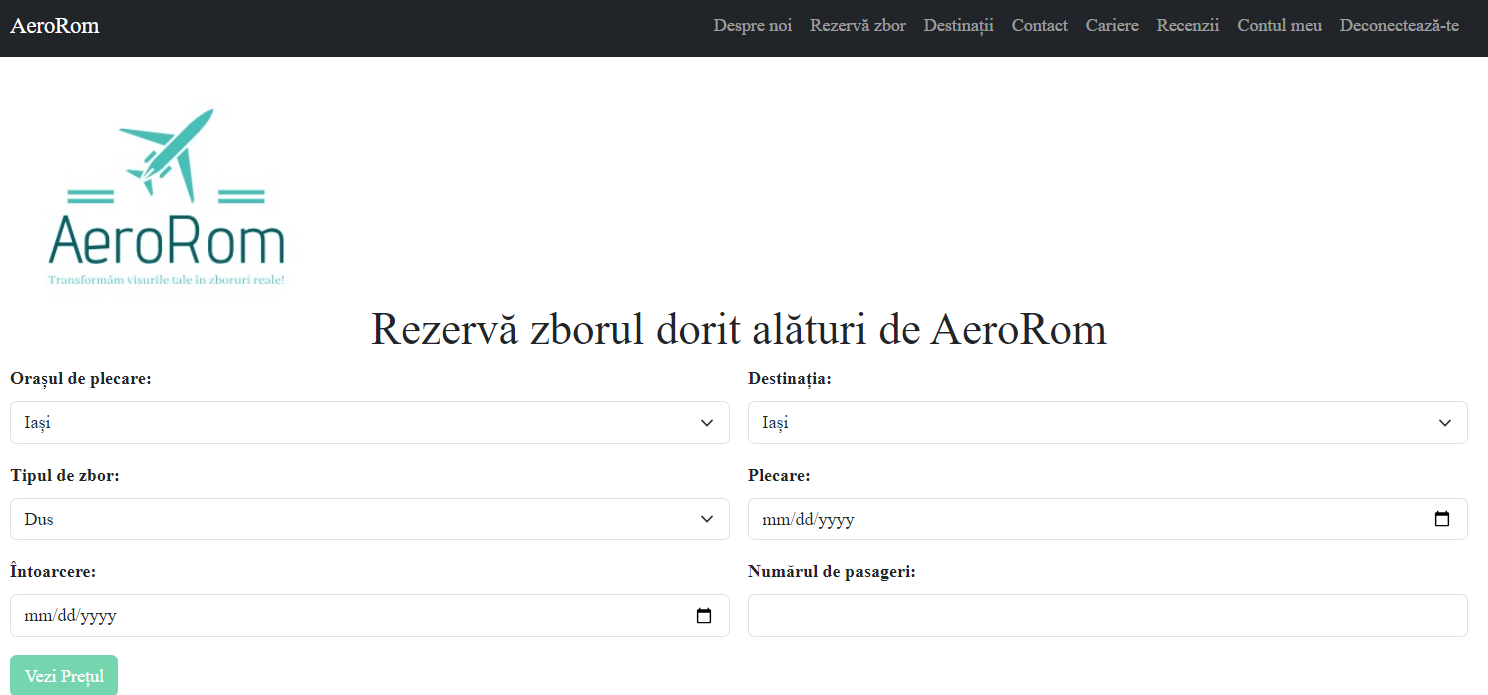 AeroRom Despre noi Rezervă zbor Destinații Contact Cariere Recenzii Contul meu Deconectează-te
AeroRom
Transformăm visurile tale în zboruri reale!
Rezervă zborul dorit alături de AeroRom
Orașul de plecare: Destinația:
Iași Iași
Tipul de zbor: Plecare:
Dus mm/dd/yyyy
Întoarcere: Numărul de pasageri:
mm/dd/yyyy
Vezi Prețul